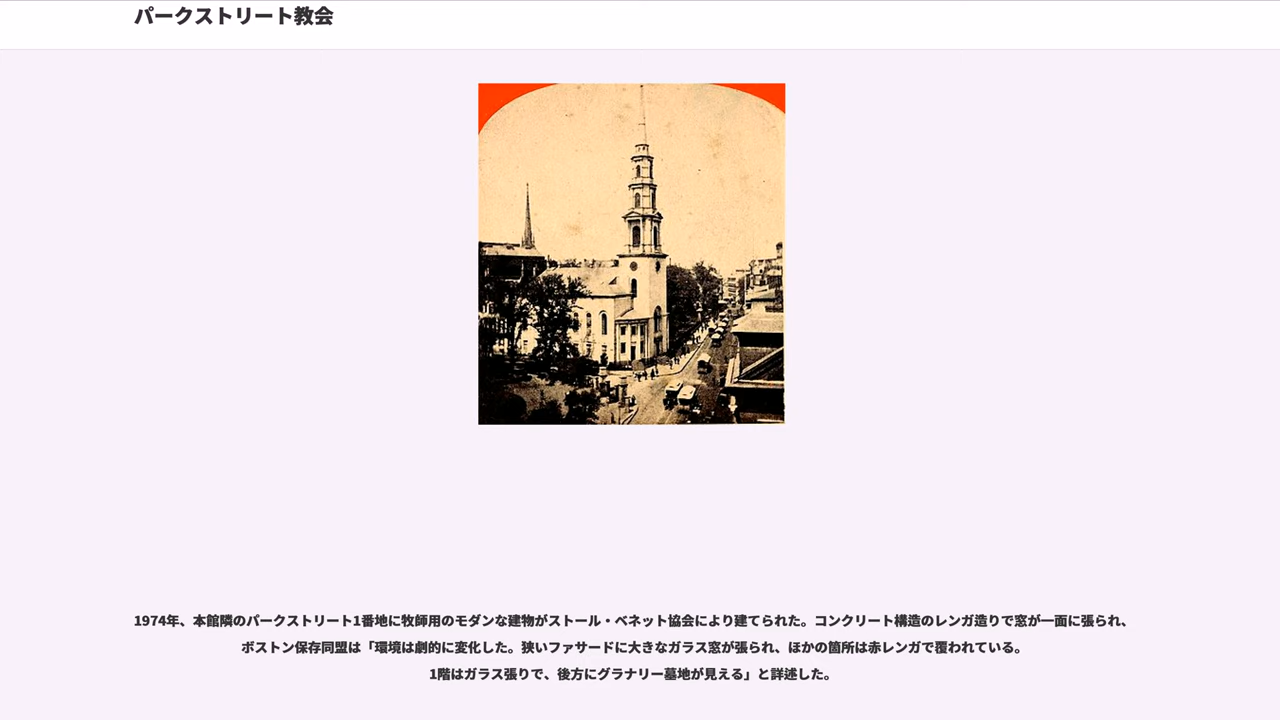 パークストリート教会
1974年、本館隣のパークストリート1番地に牧師用のモダンな建物がストール・ベネット協会により建てられた。コンクリート構造のレンガ造りで窓が一面に張られ、
ボストン保存同盟は「環境は劇的に変化した。狭いファサードに大きなガラス窓が張られ、ほかの箇所は赤レンガで覆われている。
1階はガラス張りで、後方にグラナリー墓地が見える」と詳述した。